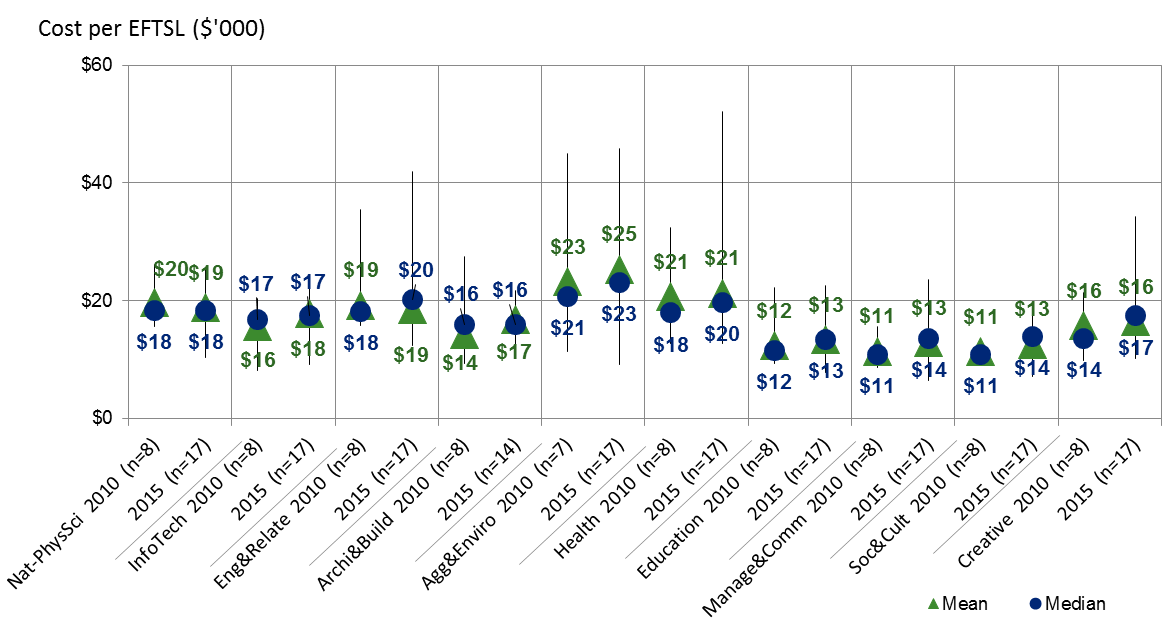 Cost per EFTSL ($'000)
$60
$40
$20
$0
$20
$18
$19
$18
$17
$16
$17
$18
$19
$18
$20
$19
$16
$14
$16
$17
$23
$21
$25
$23
$21
$18
$21
$20
$12
$12
$13
$13
$11
$11
$13
$14
$11
$11
$13
$14
$16
$14
$16
$17
Nat-PhysSci 2010 (n=8)
2015 (n=17)
InfoTech 2010 (n=8)
2015 (n=17)
Eng&Relate 2010 (n=8)
2015 (n=17)
Archi&Build 2010 (n=8)
2015 (n=14)
Agg&Enviro 2010 (n=7)
2015 (n=17)
Health 2010 (n=8)
2015 (n=17)
Education 2010 (n=8)
2015 (n=17)
Manage&Comm 2010 (n=8)
2015 (n=17)
Soc&Cult 2010 (n=8)
2015 (n=17)
Creative 2010 (n=8)
2015 (n=17)
Mean
Median